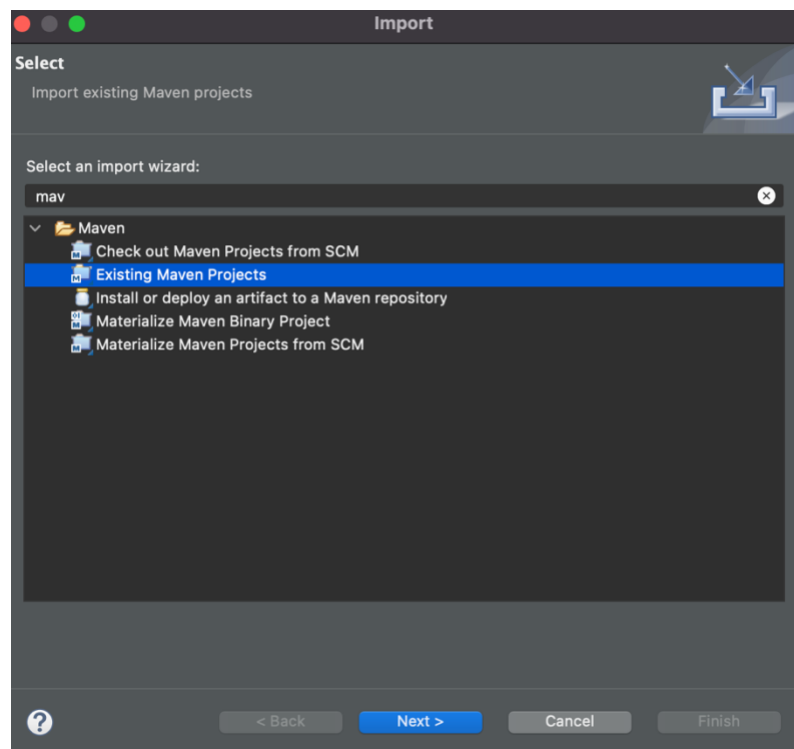 Import
Select
Import existing Maven projects
Select an import wizard:
mav
Maven
Check out Maven Projects from SCM
Existing Maven Projects
Install or deploy an artifact to a Maven repository
Materialize Maven Binary Project
Materialize Maven Projects from SCM
?
< Back Next > Cancel Finish